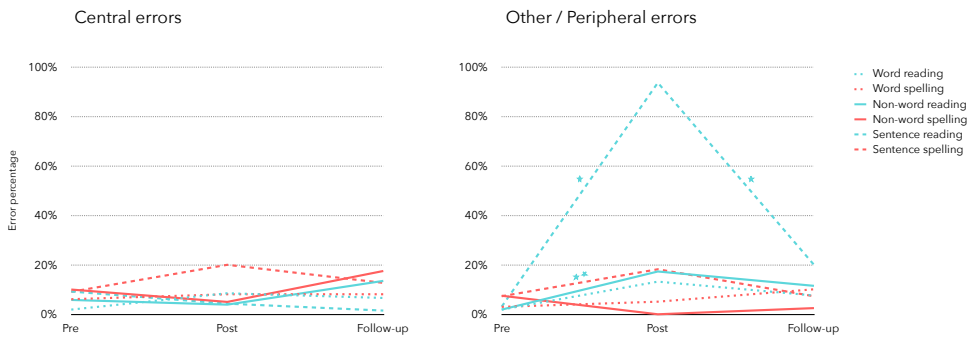 Central errors
Other / Peripheral errors
Error percentage
100%
80%
60%
40%
20%
0%
Pre
Post
Follow-up
100%
80%
60%
40%
20%
0%
Pre
Post
Follow-up
*
*
*
*
Word reading
Word spelling
Non-word reading
Non-word spelling
Sentence reading
Sentence spelling